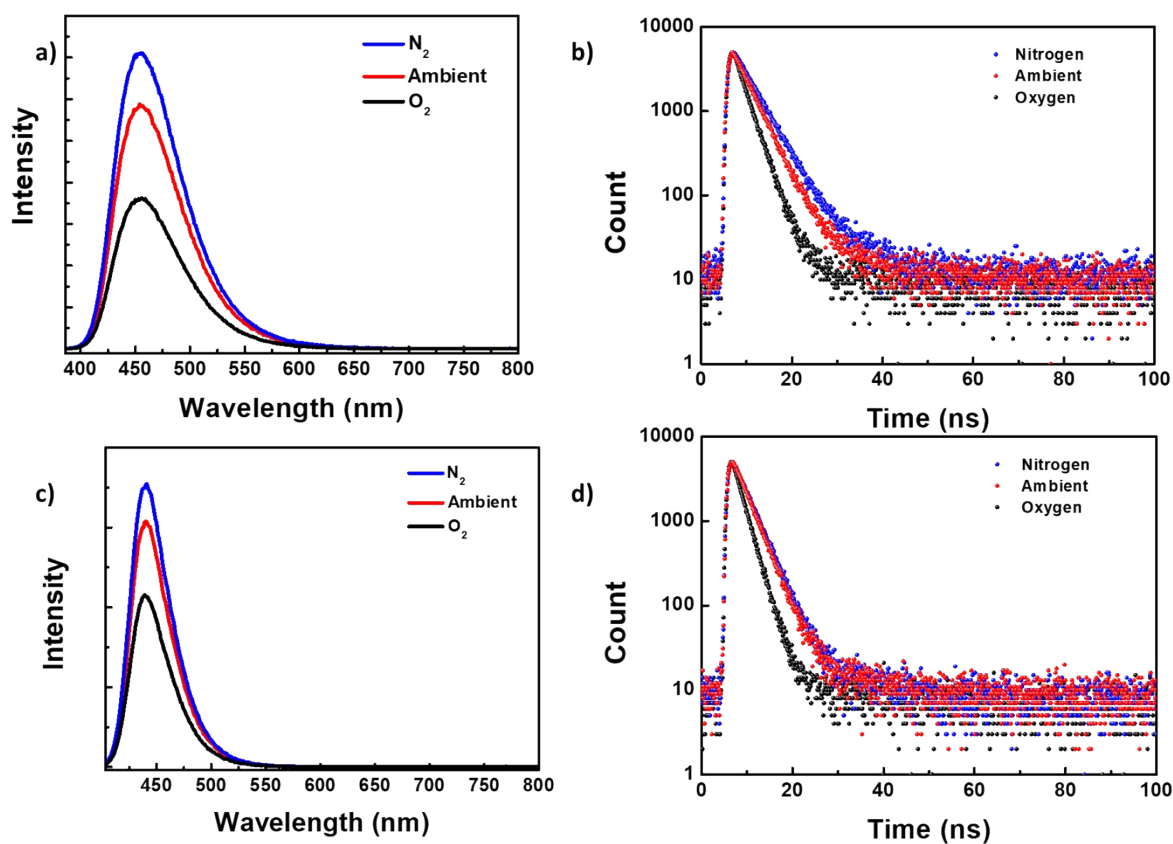 a)
N₂
Ambient
O₂
Intensity
400 450 500 550 600 650 700 750 800
Wavelength (nm)
b)
Nitrogen
Ambient
Oxygen
10000
1000
100
10
1
Count
0 20 40 60 80 100
Time (ns)
c)
N₂
Ambient
O₂
Intensity
450 500 550 600 650 700 750 800
Wavelength (nm)
d)
Nitrogen
Ambient
Oxygen
10000
1000
100
10
1
Count
0 20 40 60 80 100
Time (ns)